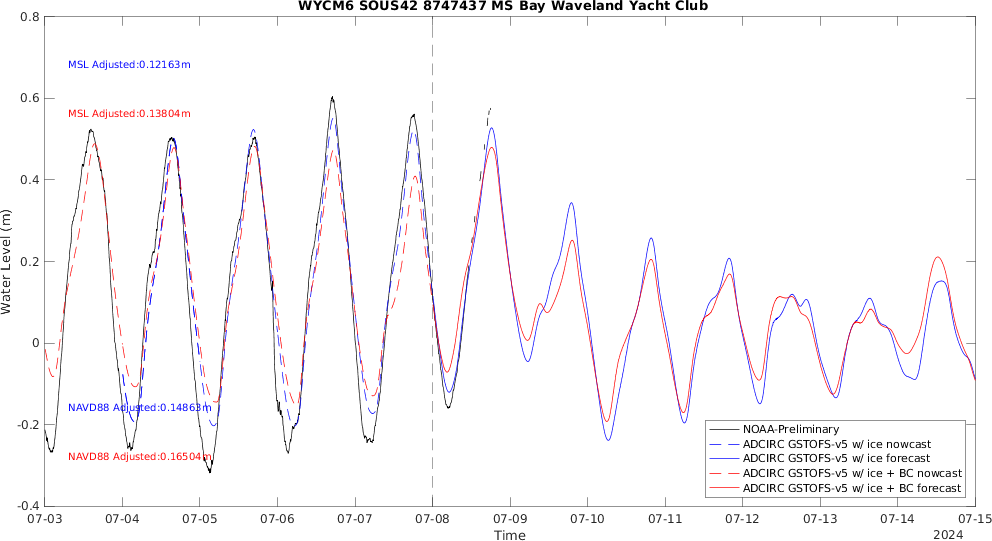 WYCM6 SOUS42 8747437 MS Bay Waveland Yacht Club
0.8
0.6
0.4
0.2
0
-0.2
-0.4
Water Level (m)
MSL Adjusted:0.12163m
MSL Adjusted:0.13804m
NAVD88 Adjusted:0.14863m
NAVD88 Adjusted:0.16504m
NOAA-Preliminary
ADCIRC GSTOFS-v5 w/ ice nowcast
ADCIRC GSTOFS-v5 w/ ice forecast
ADCIRC GSTOFS-v5 w/ ice + BC nowcast
ADCIRC GSTOFS-v5 w/ ice + BC forecast
07-03 07-04 07-05 07-06 07-07 07-08 07-09 07-10 07-11 07-12 07-13 07-14 07-15
Time
2024